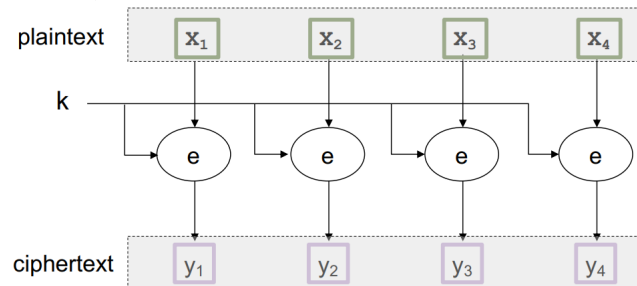 plaintext x₁ x₂ x₃ x₄
k
e e e e
ciphertext y₁ y₂ y₃ y₄